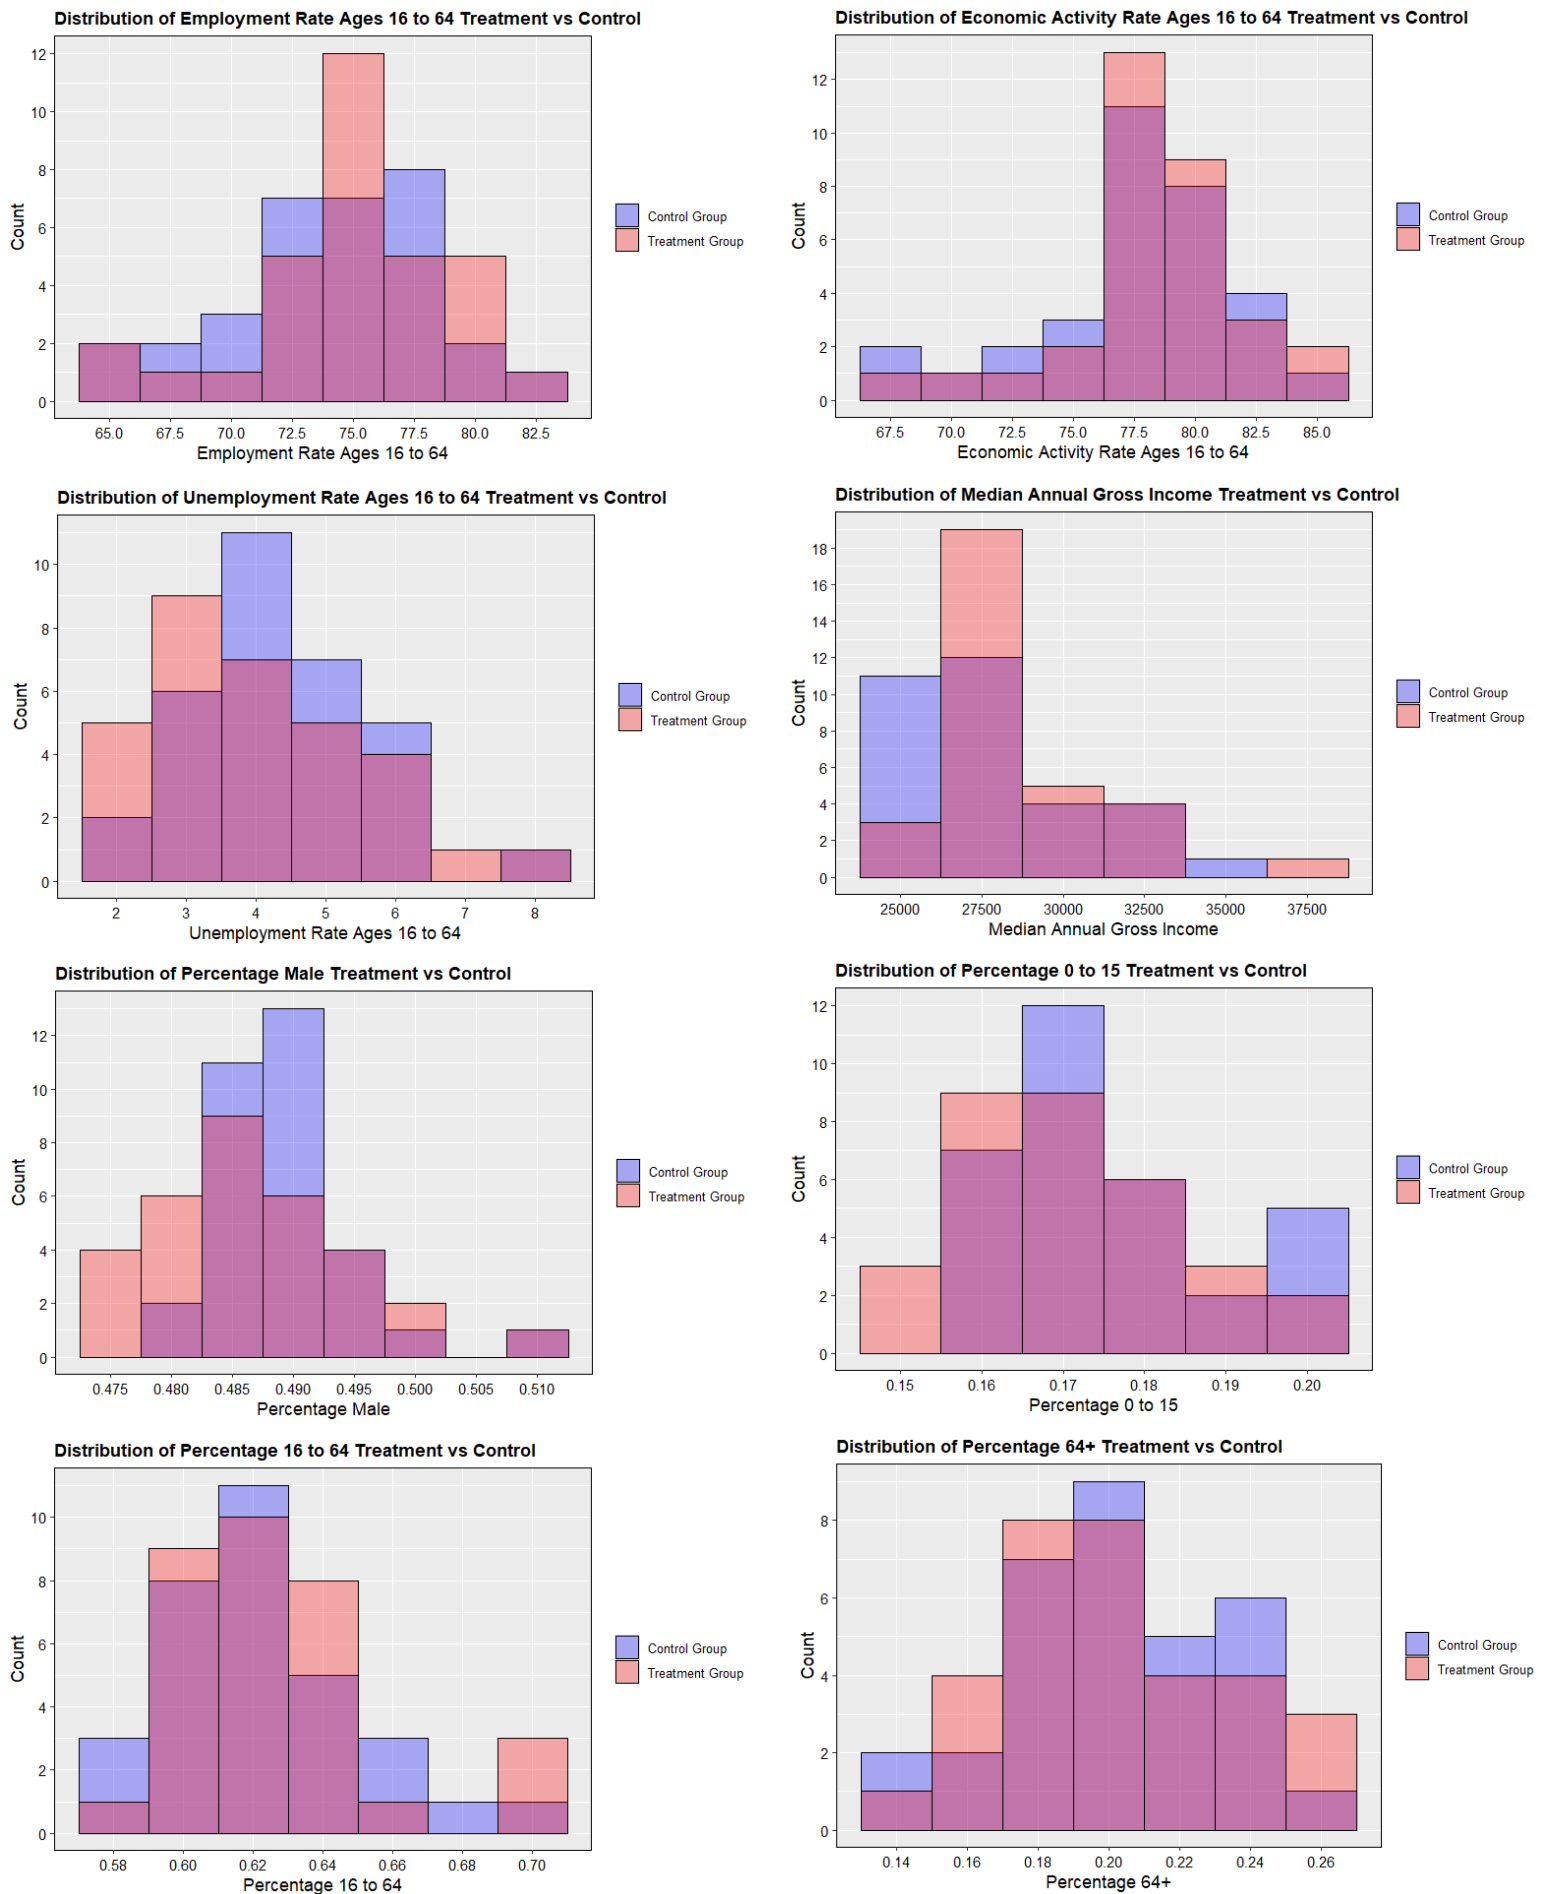 Distribution of Employment Rate Ages 16 to 64 Treatment vs Control
Count
12
10
8
6
4
2
0
65.0 67.5 70.0 72.5 75.0 77.5 80.0 82.5
Employment Rate Ages 16 to 64
Control Group
Treatment Group
Distribution of Economic Activity Rate Ages 16 to 64 Treatment vs Control
Count
12
10
8
6
4
2
0
67.5 70.0 72.5 75.0 77.5 80.0 82.5 85.0
Economic Activity Rate Ages 16 to 64
Control Group
Treatment Group
Distribution of Unemployment Rate Ages 16 to 64 Treatment vs Control
Count
10
8
6
4
2
0
2 3 4 5 6 7 8
Unemployment Rate Ages 16 to 64
Control Group
Treatment Group
Distribution of Median Annual Gross Income Treatment vs Control
Count
18
16
14
12
10
8
6
4
2
0
25000 27500 30000 32500 35000 37500
Median Annual Gross Income
Control Group
Treatment Group
Distribution of Percentage Male Treatment vs Control
Count
12
10
8
6
4
2
0
0.475 0.480 0.485 0.490 0.495 0.500 0.505 0.510
Percentage Male
Control Group
Treatment Group
Distribution of Percentage 0 to 15 Treatment vs Control
Count
12
10
8
6
4
2
0
0.15 0.16 0.17 0.18 0.19 0.20
Percentage 0 to 15
Control Group
Treatment Group
Distribution of Percentage 16 to 64 Treatment vs Control
Count
10
8
6
4
2
0
0.58 0.60 0.62 0.64 0.66 0.68 0.70
Percentage 16 to 64
Control Group
Treatment Group
Distribution of Percentage 64+ Treatment vs Control
Count
8
6
4
2
0
0.14 0.16 0.18 0.20 0.22 0.24 0.26
Percentage 64+
Control Group
Treatment Group